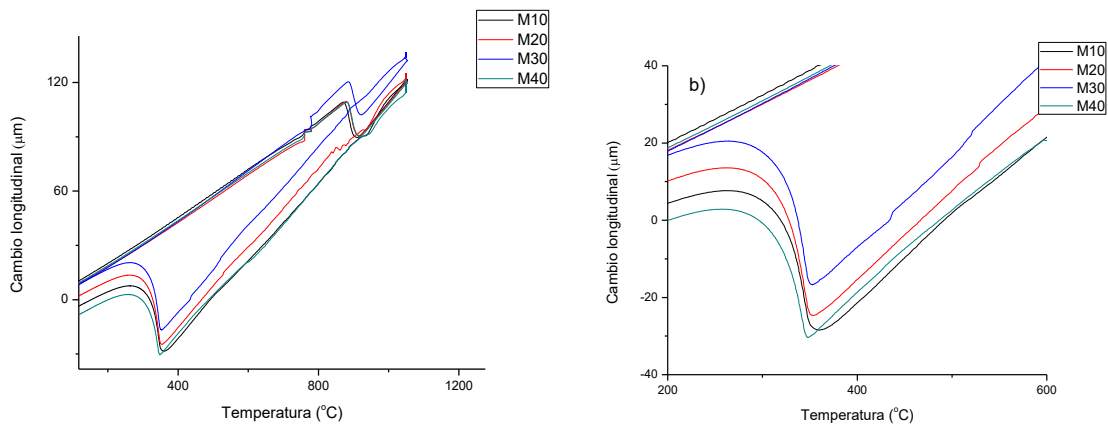 M10
M20
M30
M40
120
60
0
400
800
1200
Cambio longitudinal (μm)
Temperatura (°C)
b)
M10
M20
M30
M40
40
20
0
-20
-40
200
400
600
Cambio longitudinal (μm)
Temperatura (°C)